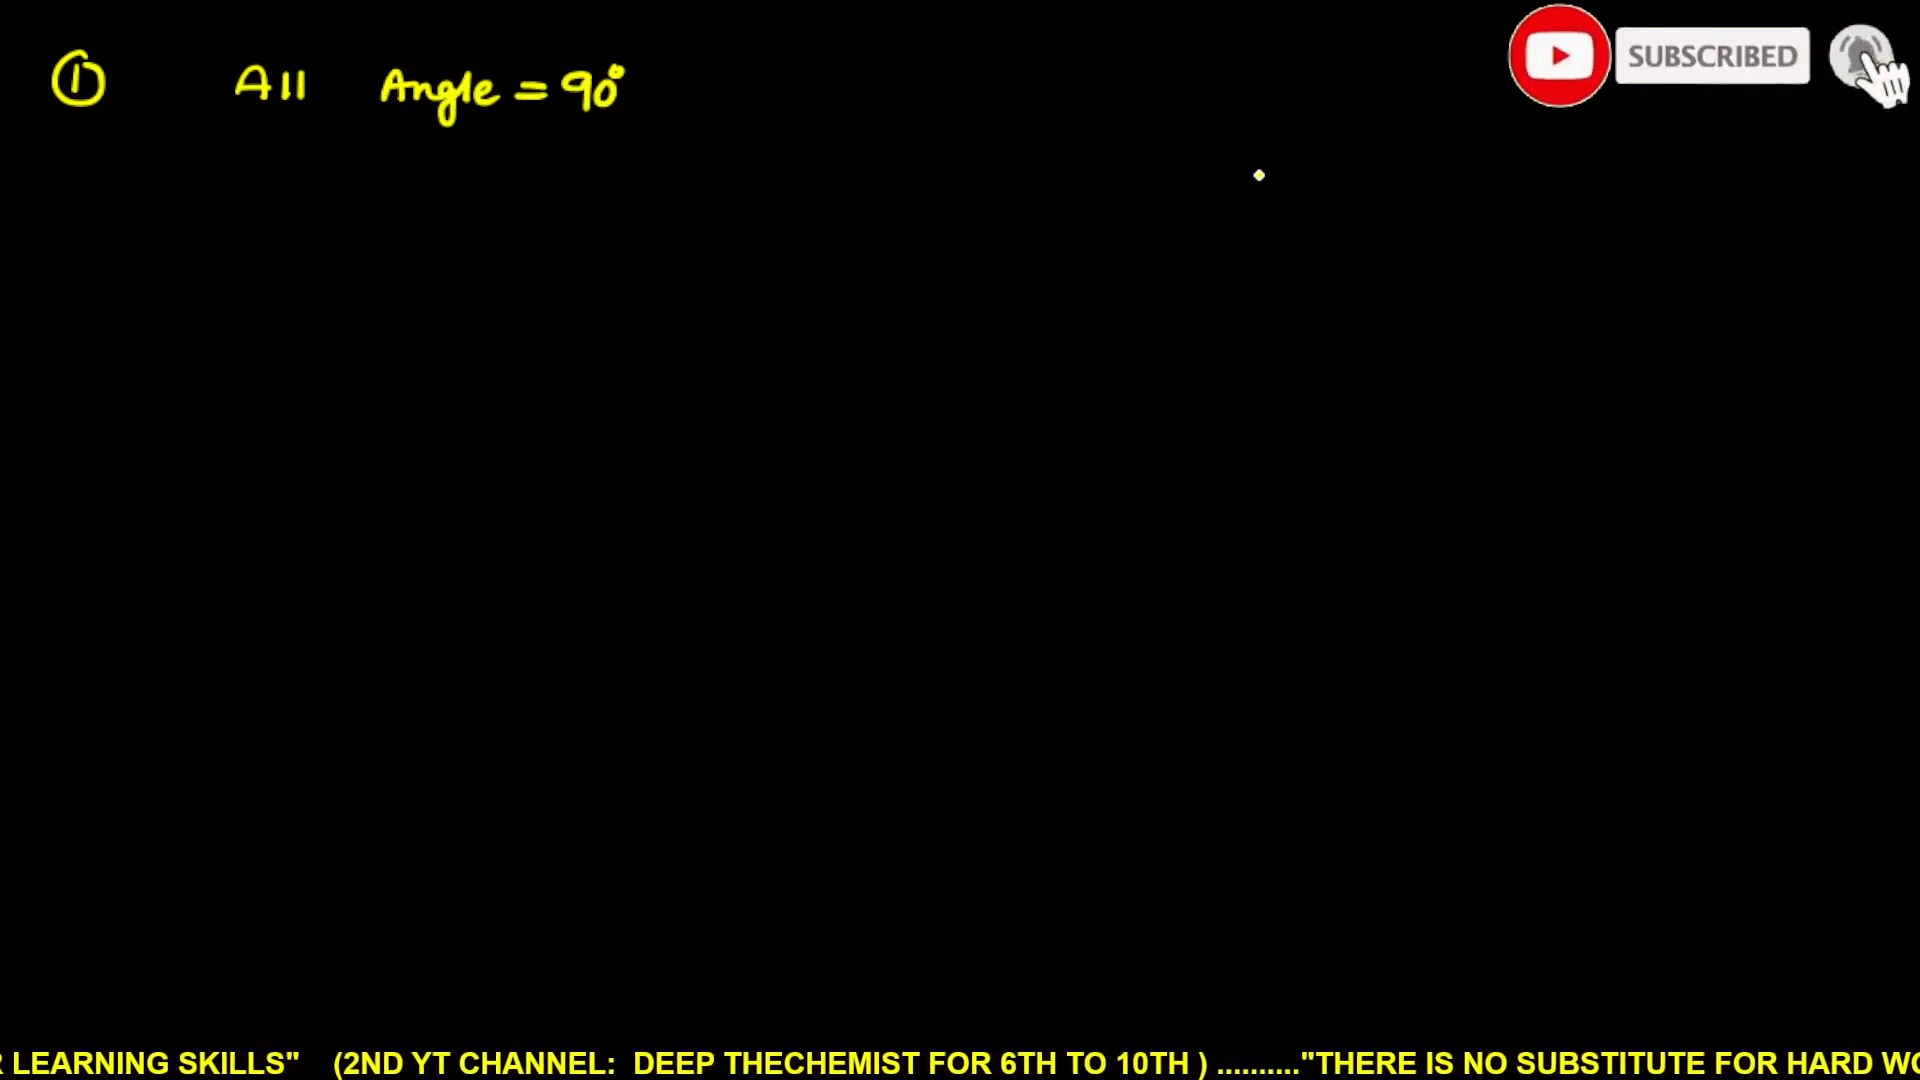 ① All Angle = 90°
SUBSCRIBED
R LEARNING SKILLS" (2ND YT CHANNEL: DEEP THECHEMIST FOR 6TH TO 10TH ) .........."THERE IS NO SUBSTITUTE FOR HARD WO